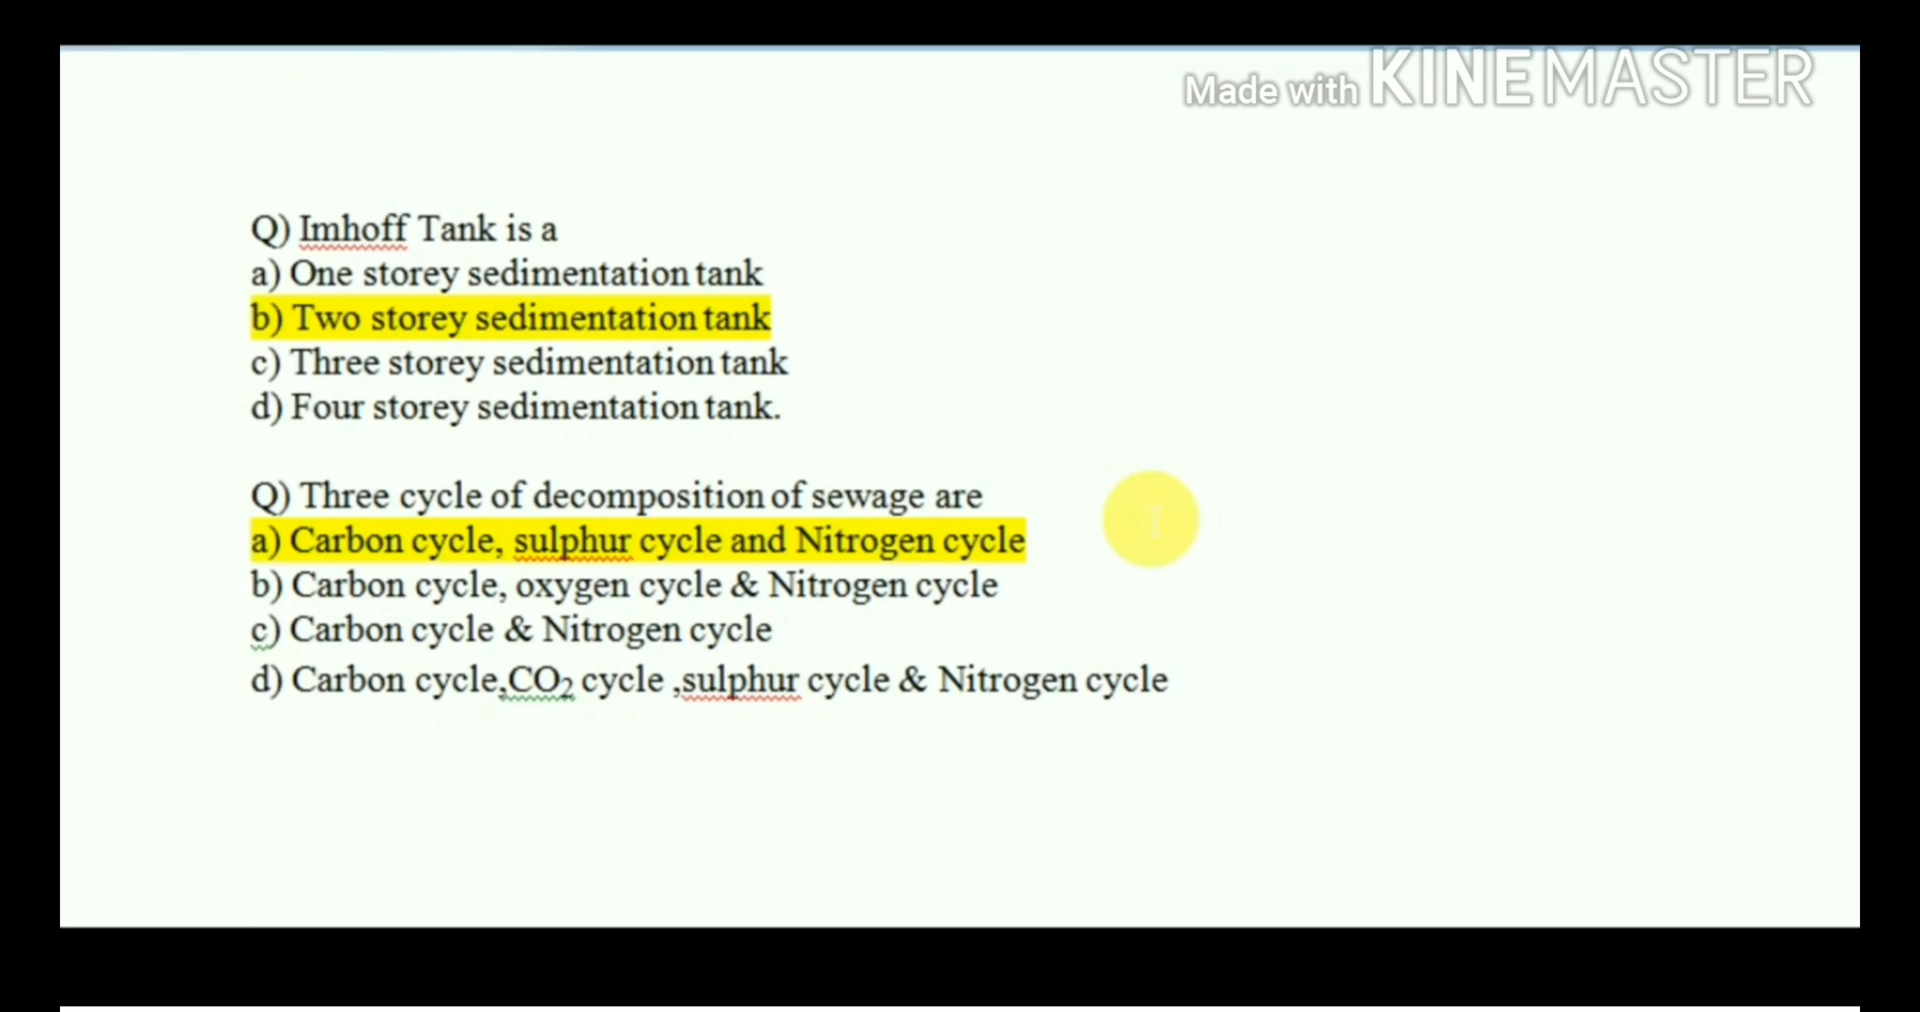 Made with KINEMASTER
Q) Imhoff Tank is a
a) One storey sedimentation tank
b) Two storey sedimentation tank
c) Three storey sedimentation tank
d) Four storey sedimentation tank.
Q) Three cycle of decomposition of sewage are
a) Carbon cycle, sulphur cycle and Nitrogen cycle
b) Carbon cycle, oxygen cycle & Nitrogen cycle
c) Carbon cycle & Nitrogen cycle
d) Carbon cycle,CO₂ cycle ,sulphur cycle & Nitrogen cycle